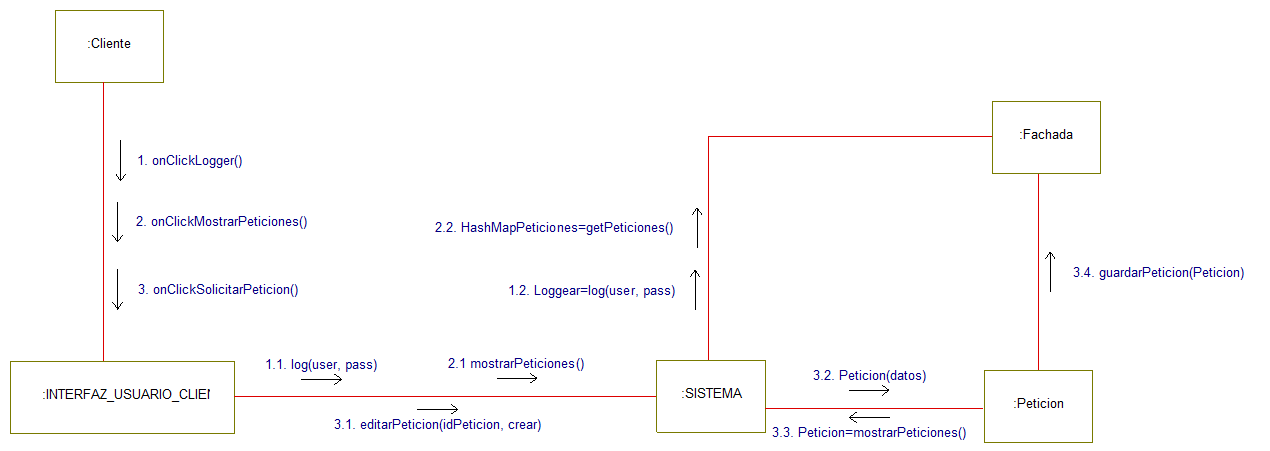 :Cliente
:Fachada
1. onClickLogger()
2. onClickMostrarPeticiones()
2.2. HashMapPeticiones=getPeticiones()
3.4. guardarPeticion(Peticion)
3. onClickSolicitarPeticion()
1.2. Loggear=log(user, pass)
1.1. log(user, pass)
2.1 mostrarPeticiones()
3.2. Peticion(datos)
:INTERFAZ_USUARIO_CLIEN
:SISTEMA
:Peticion
3.1. editarPeticion(idPeticion, crear)
3.3. Peticion=mostrarPeticiones()